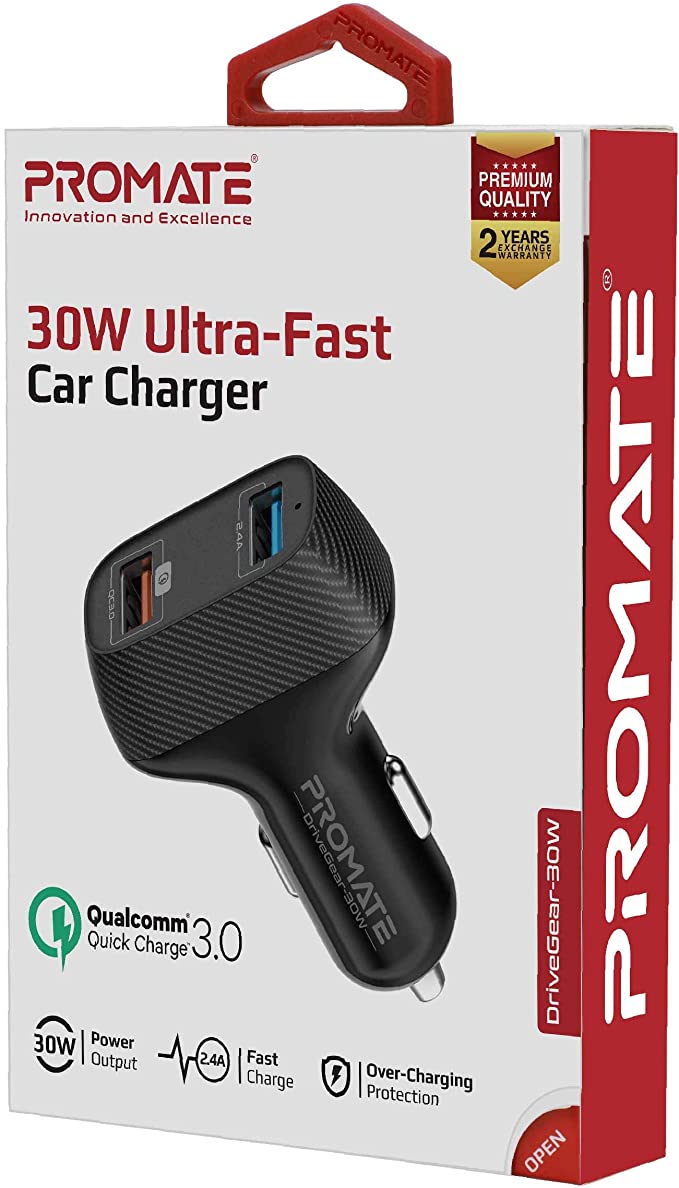 PROMATE
PROMATE®
Innovation and Excellence
PREMIUM
QUALITY
2 YEARS
EXCHANGE
WARRANTY
30W Ultra-Fast
Car Charger
2.4A
QC3.0
PROMATE
DriveGear-30W
Qualcomm®
Quick Charge™ 3.0
30W
Power
Output
2.4A
Fast
Charge
Over-Charging
Protection
DriveGear-30W
PROMATE®
OPEN